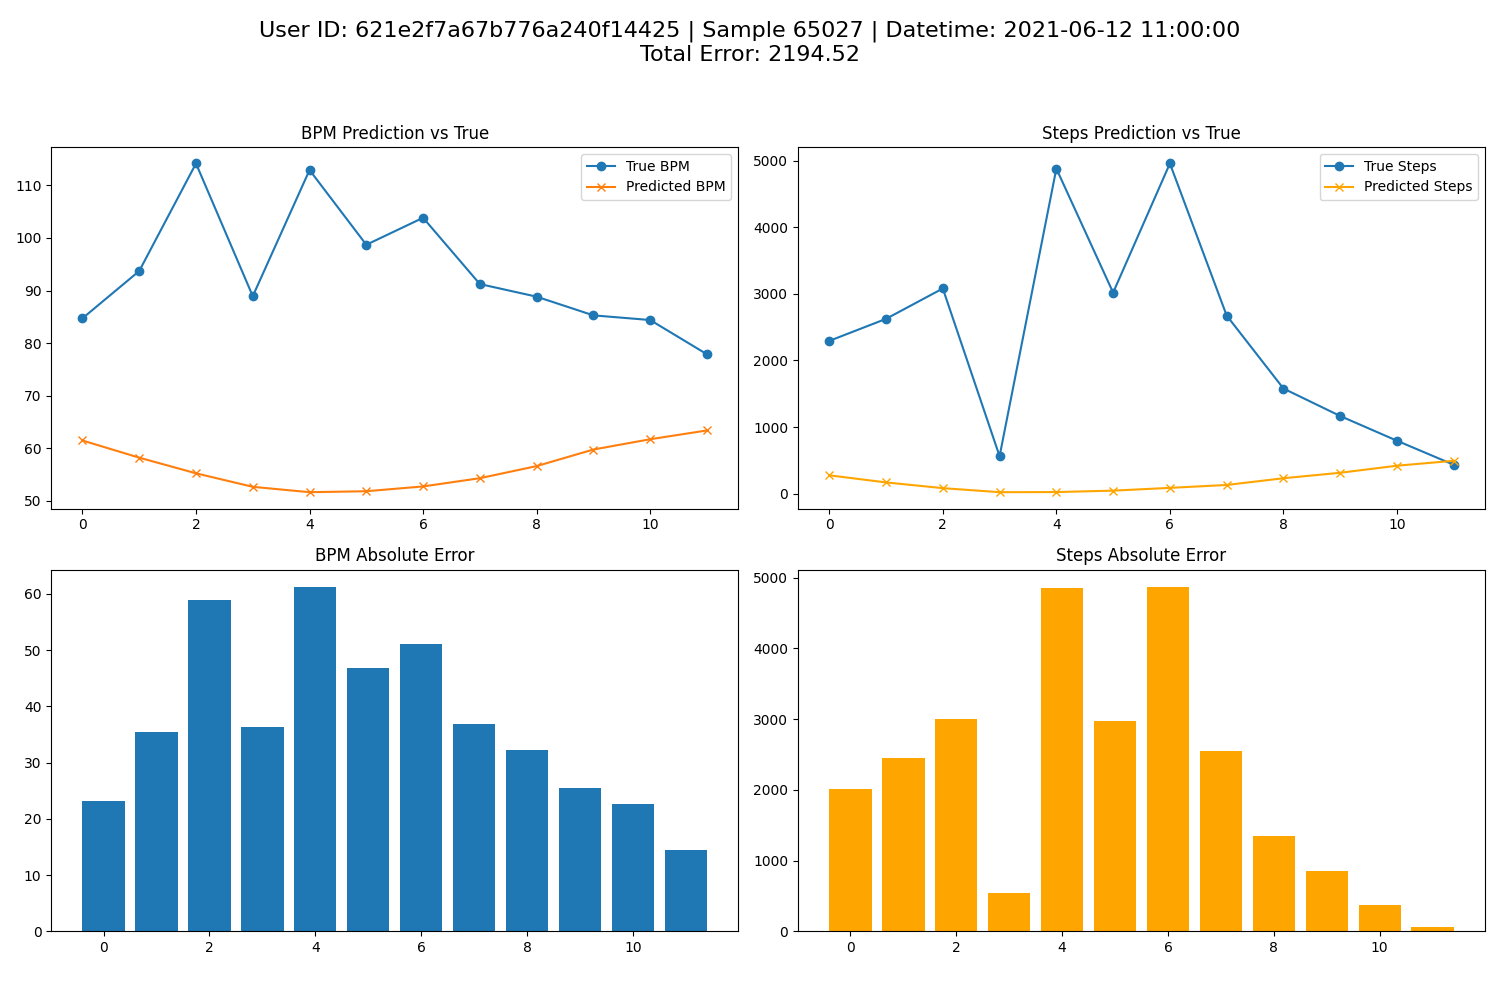 User ID: 621e2f7a67b776a240f14425 | Sample 65027 | Datetime: 2021-06-12 11:00:00
Total Error: 2194.52
BPM Prediction vs True
True BPM
Predicted BPM
110
100
90
80
70
60
50
0 2 4 6 8 10
Steps Prediction vs True
True Steps
Predicted Steps
5000
4000
3000
2000
1000
0
0 2 4 6 8 10
BPM Absolute Error
60
50
40
30
20
10
0
0 2 4 6 8 10
Steps Absolute Error
5000
4000
3000
2000
1000
0
0 2 4 6 8 10